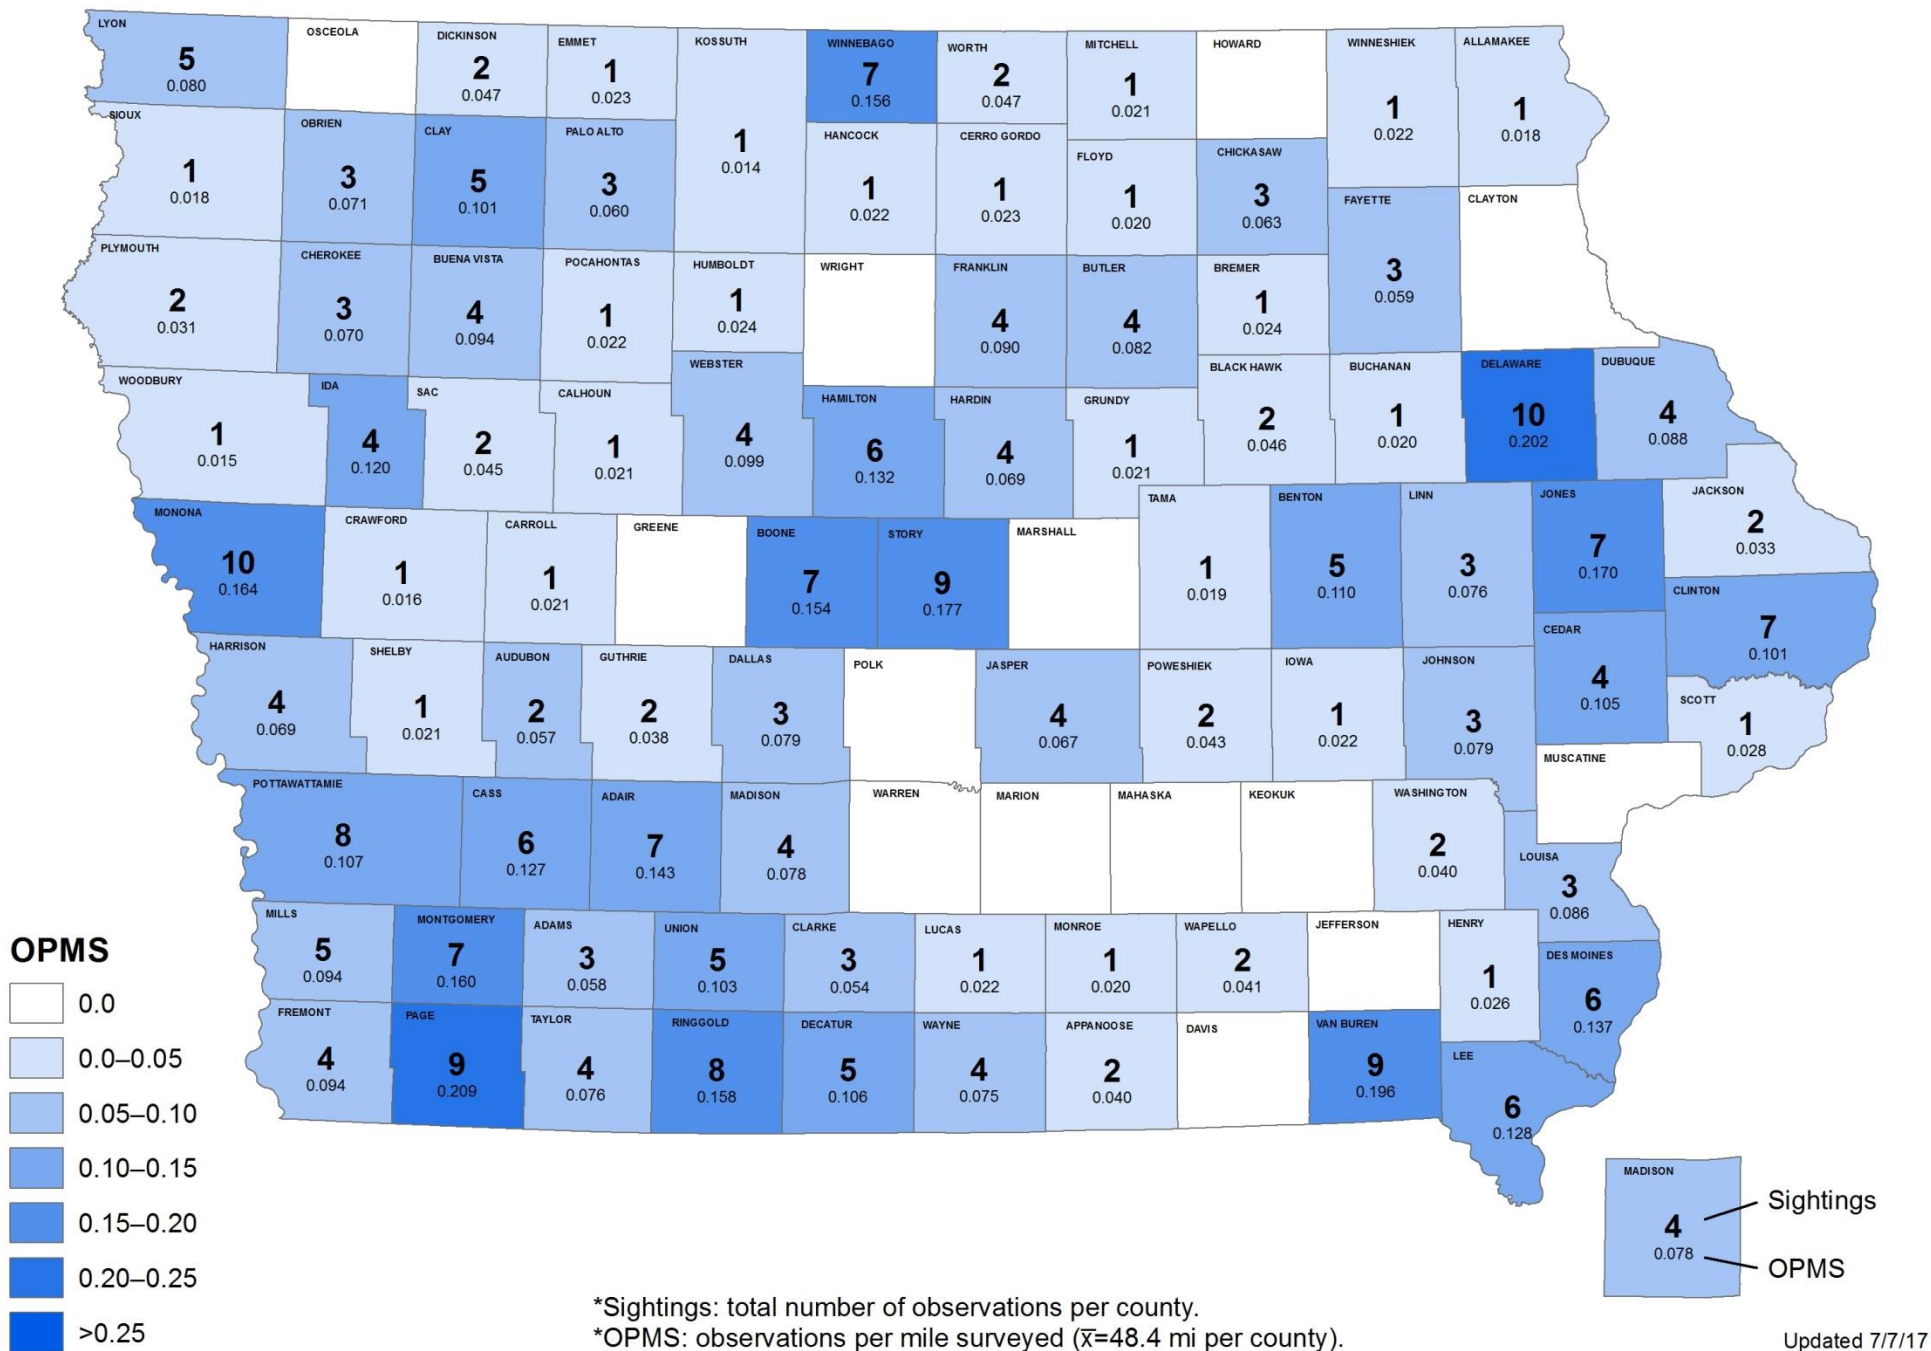 LYON
5
0.080
OSCEOLA
DICKINSON
2
0.047
EMMET
1
0.023
KOSSUTH
1
0.014
WINNEBAGO
7
0.156
WORTH
2
0.047
MITCHELL
1
0.021
HOWARD
WINNESHIEK
1
0.022
ALLAMAKEE
1
0.018
SIOUX
1
0.018
OBRIEN
3
0.071
CLAY
5
0.101
PALO ALTO
3
0.060
HANCOCK
1
0.022
CERRO GORDO
1
0.023
FLOYD
1
0.020
CHICKASAW
3
0.063
FAYETTE
3
0.059
CLAYTON
PLYMOUTH
2
0.031
CHEROKEE
3
0.070
BUENA VISTA
4
0.094
POCAHONTAS
1
0.022
HUMBOLDT
1
0.024
WRIGHT
FRANKLIN
4
0.090
BUTLER
4
0.082
BREMER
1
0.024
WOODBURY
1
0.015
IDA
4
0.120
SAC
2
0.045
CALHOUN
1
0.021
WEBSTER
4
0.099
HAMILTON
6
0.132
HARDIN
4
0.069
GRUNDY
1
0.021
BLACK HAWK
2
0.046
BUCHANAN
1
0.020
DELAWARE
10
0.202
DUBUQUE
4
0.088
MONONA
10
0.164
CRAWFORD
1
0.016
CARROLL
1
0.021
GREENE
BOONE
7
0.154
STORY
9
0.177
MARSHALL
TAMA
1
0.019
BENTON
5
0.110
LINN
3
0.076
JONES
7
0.170
JACKSON
2
0.033
CLINTON
7
0.101
HARRISON
4
0.069
SHELBY
1
0.021
AUDUBON
2
0.057
GUTHRIE
2
0.038
DALLAS
3
0.079
POLK
JASPER
4
0.067
POWESHIEK
2
0.043
IOWA
1
0.022
JOHNSON
3
0.079
CEDAR
4
0.105
SCOTT
1
0.028
MUSCATINE
POTTAWATTAMIE
8
0.107
CASS
6
0.127
ADAIR
7
0.143
MADISON
4
0.078
WARREN
MARION
MAHASKA
KEOKUK
WASHINGTON
2
0.040
LOUISA
3
0.086
MILLS
5
0.094
MONTGOMERY
7
0.160
ADAMS
3
0.058
UNION
5
0.103
CLARKE
3
0.054
LUCAS
1
0.022
MONROE
1
0.020
WAPELLO
2
0.041
JEFFERSON
HENRY
1
0.026
DES MOINES
6
0.137
FREMONT
4
0.094
PAGE
9
0.209
TAYLOR
4
0.076
RINGGOLD
8
0.158
DECATUR
5
0.106
WAYNE
4
0.075
APPANOOSE
2
0.040
DAVIS
VAN BUREN
9
0.196
LEE
6
0.128
OPMS
0.0
0.0–0.05
0.05–0.10
0.10–0.15
0.15–0.20
0.20–0.25
>0.25
MADISON
4
0.078
Sightings
OPMS
*Sightings: total number of observations per county.
*OPMS: observations per mile surveyed (x̅=48.4 mi per county).
Updated 7/7/17